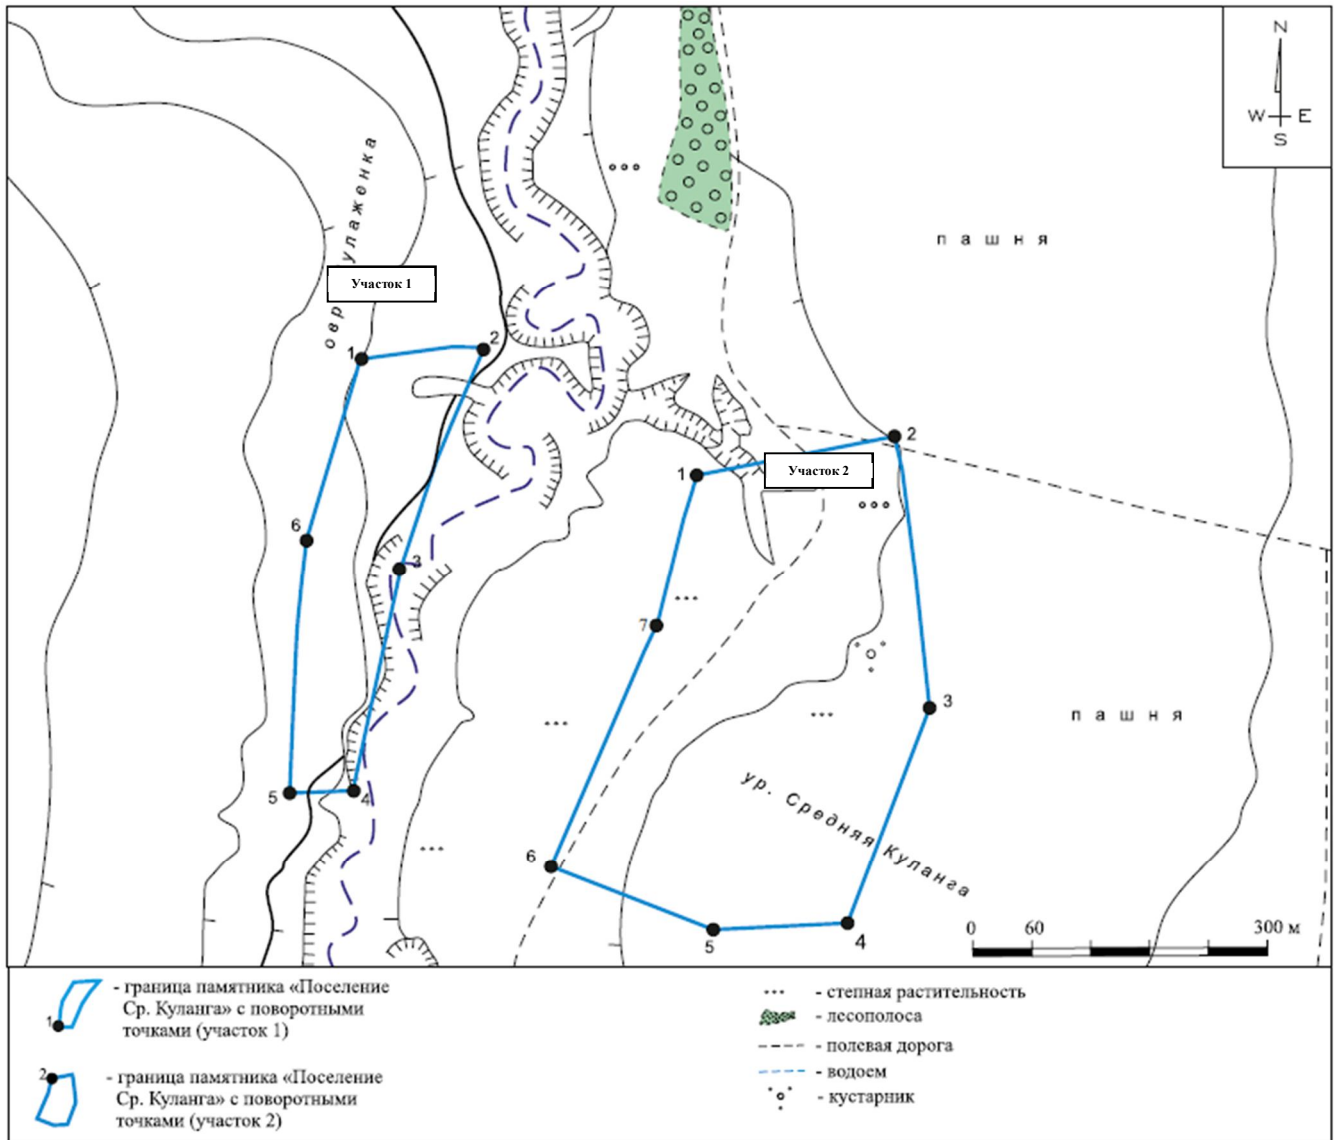 N
W E
S
овр улаженка
Участок 1
пашня
1
2
2
1
Участок 2
6
3
7
3
пашня
ур. Средняя Куланга
5
4
6
5
4
0 60 300 м
1
- граница памятника «Поселение
Ср. Куланга» с поворотными
точками (участок 1)
2
- граница памятника «Поселение
Ср. Куланга» с поворотными
точками (участок 2)
- степная растительность
- лесополоса
- полевая дорога
- водоем
- кустарник